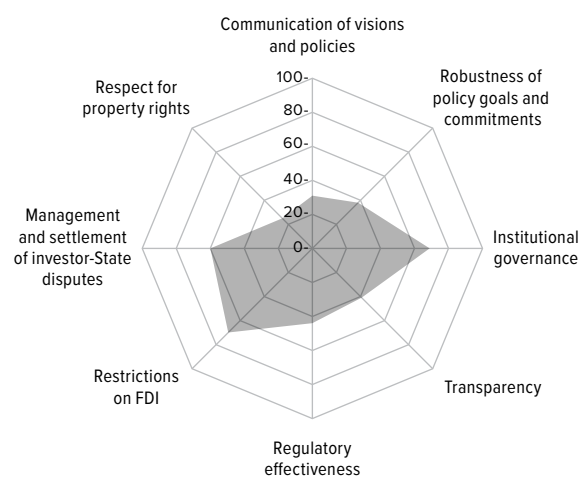 Communication of visions
and policies
Robustness of
policy goals and
commitments
Respect for
property rights
100-
80-
60-
40-
20-
0-
Management
and settlement
of investor-State
disputes
Institutional
governance
Restrictions
on FDI
Transparency
Regulatory
effectiveness